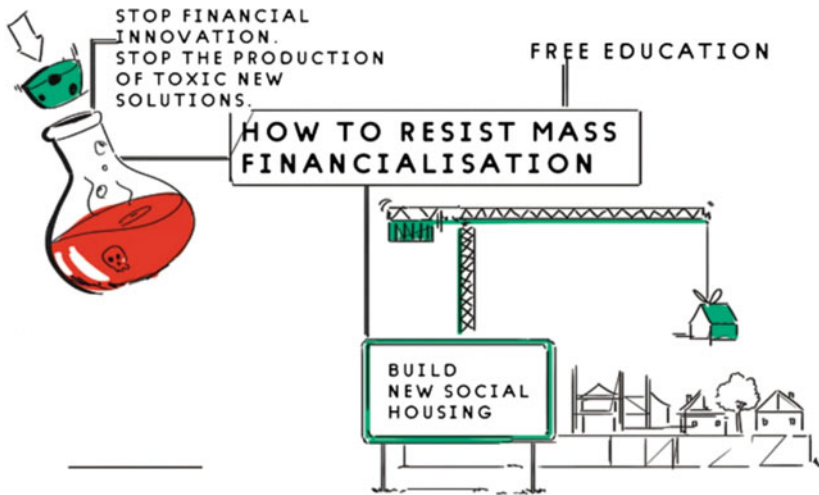 STOP FINANCIAL
INNOVATION.
STOP THE PRODUCTION
OF TOXIC NEW
SOLUTIONS.
FREE EDUCATION
HOW TO RESIST MASS
FINANCIALISATION
BUILD
NEW SOCIAL
HOUSING